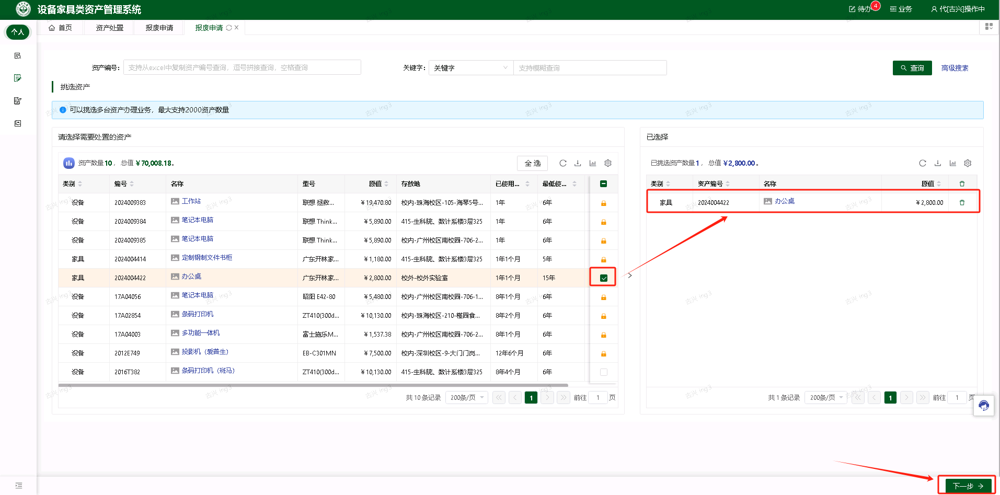 设备家具类资产管理系统
待办 4 业务 代[古兴]操作中
个人 首页 资产处置 报废申请 报废申请
资产编号: 支持从excel中复制资产编号查询，逗号拼接查询，空格查询 关键字: 关键字 支持模糊查询 查询 高级搜索
挑选资产
可以挑选多台资产办理业务，最大支持2000资产数量
请选择需要处置的资产
资产数量10， 总值￥70,008.18。 全 选
类别 编号 名称 型号 原值 存放地 已使用... 最低使...
设备 2024009383 工作站 联想 拯救... ￥19,470.80 校内-珠海校区-105-海琴5号... 1年 6年
设备 2024009384 笔记本电脑 联想 Think... ￥5,890.00 415-生科院、数计系楼3层325 1年 6年
设备 2024009385 笔记本电脑 联想 Think... ￥5,890.00 校内-广州校区南校园-706-2... 1年 6年
家具 2024004414 定制钢制文件书柜 广东开林家... ￥1,180.00 415-生科院、数计系楼3层325 1年1个月 5年
家具 2024004422 办公桌 广东开林家... ￥2,800.00 校外-校外实验室 1年1个月 15年
设备 17A04056 笔记本电脑 昭阳 E42-80 ￥5,480.00 校内-广州校区南校园-706-1... 8年1个月 6年
设备 17A02854 条码打印机 ZT410(300d... ￥10,130.00 校内-珠海校区-210-榕园食... 8年2个月 6年
设备 17A04003 多功能一体机 富士施乐M... ￥1,537.38 校内-广州校区南校园-706-2... 8年1个月 6年
设备 2012E749 投影机（爱普生） EB-C301MN ￥7,500.00 校内-深圳校区-9-大门门岗... 12年6个月 6年
设备 2016T382 条码打印机（斑马） ZT410(300d... ￥10,130.00 415-生科院、数计系楼3层325 8年4个月 6年
共 10 条记录 200条/页 1 前往 1 页
已选择
已挑选资产数量1， 总值 ￥2,800.00。
类别 资产编号 名称 原值
家具 2024004422 办公桌 ￥2,800.00
共 1 条记录 200条/页 1 前往 1 页
下一步
古兴 ing3